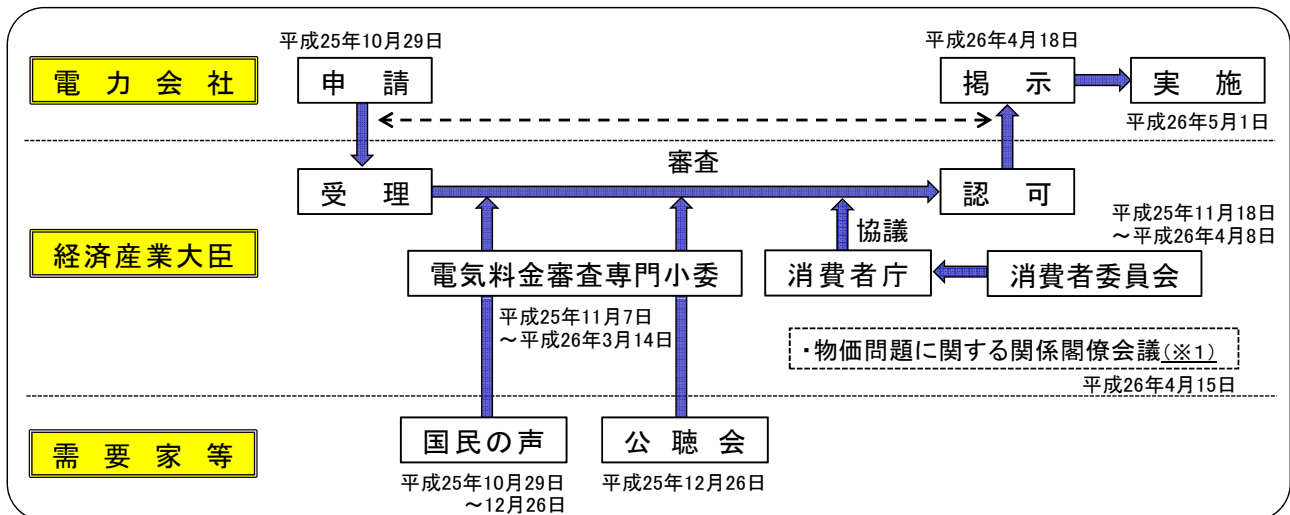 平成25年10月29日
平成26年4月18日
電力会社
申請
掲示
実施
平成26年5月1日
審査
受理
認可
平成25年11月18日
～平成26年4月8日
協議
経済産業大臣
電気料金審査専門小委
消費者庁
消費者委員会
平成25年11月7日
～平成26年3月14日
・物価問題に関する関係閣僚会議(※1)
平成26年4月15日
需要家等
国民の声
公聴会
平成25年10月29日
～12月26日
平成25年12月26日